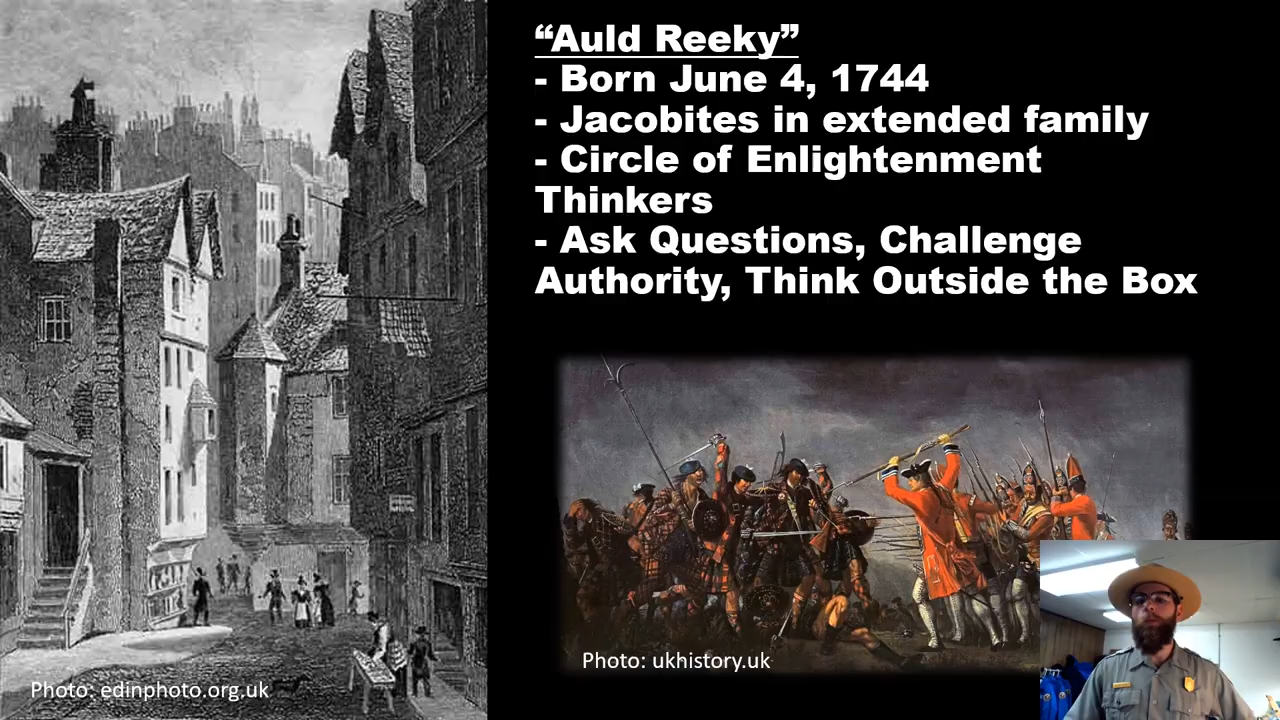 “Auld Reeky”
- Born June 4, 1744
- Jacobites in extended family
- Circle of Enlightenment
Thinkers
- Ask Questions, Challenge
Authority, Think Outside the Box
Photo: ukhistory.uk
Photo: edinphoto.org.uk